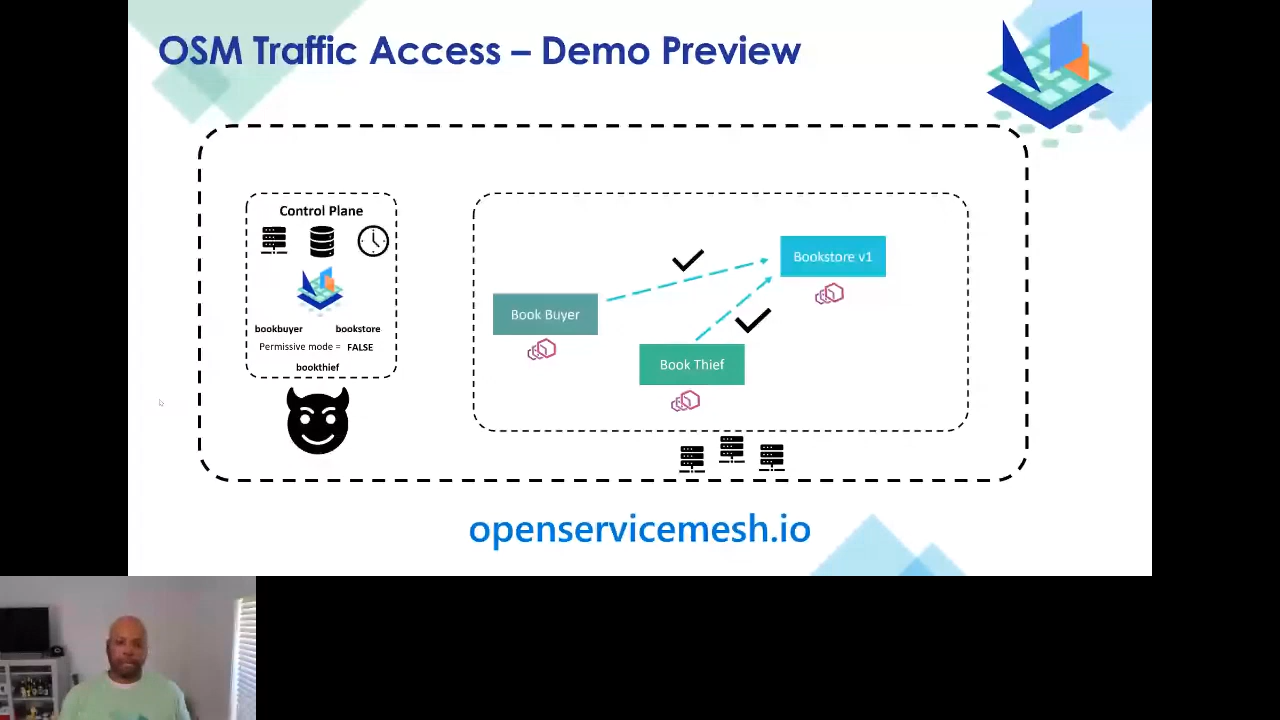 OSM Traffic Access – Demo Preview
Control Plane
bookbuyer bookstore
Permissive mode = FALSE
bookthief
Bookstore v1
Book Buyer
Book Thief
openservicemesh.io